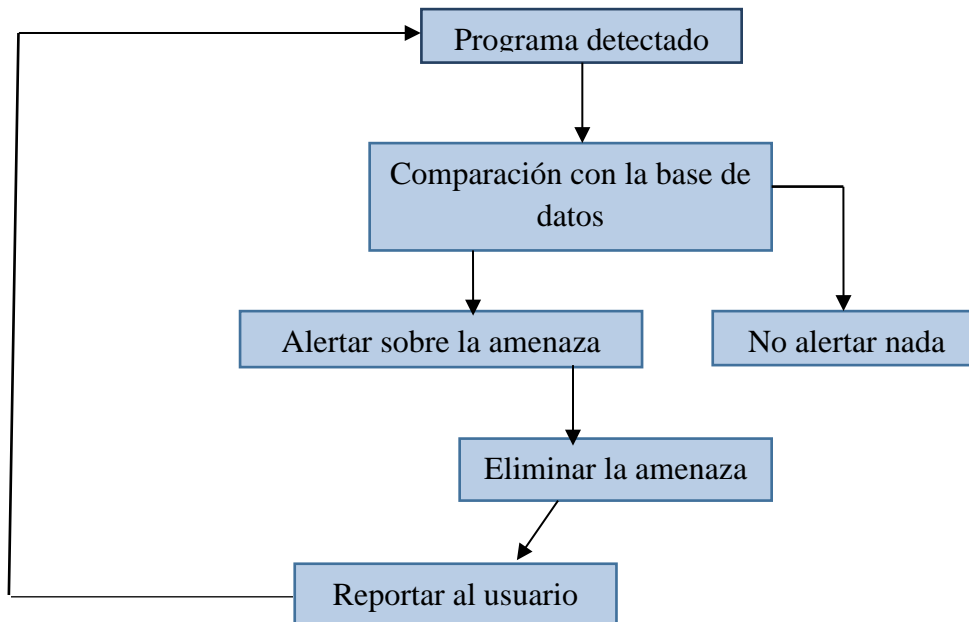 Programa detectado
Comparación con la base de
datos
Alertar sobre la amenaza
No alertar nada
Eliminar la amenaza
Reportar al usuario